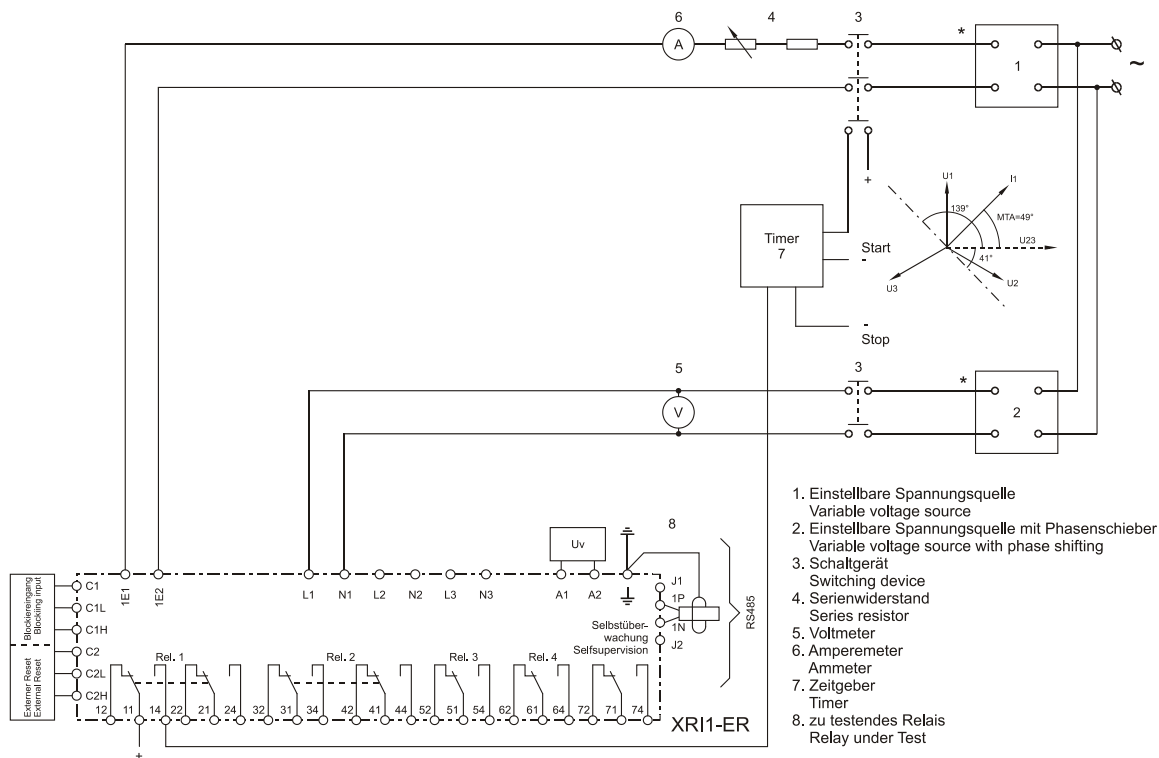 6 4 3
A
*
1
~
+
Timer
7
Start
-
-
Stop
U1
I1
139°
MTA=49°
U23
41°
U2
U3
5 3
*
V
2
1. Einstellbare Spannungsquelle
Variable voltage source
2. Einstellbare Spannungsquelle mit Phasenschieber
Variable voltage source with phase shifting
3. Schaltgerät
Switching device
4. Serienwiderstand
Series resistor
5. Voltmeter
6. Amperemeter
Ammeter
7. Zeitgeber
Timer
8. zu testendes Relais
Relay under Test
Uv
8
Blockiereingang
Blocking input
Externer Reset
External Reset
C1
C1L
C1H
C2
C2L
C2H
1E1 1E2 L1 N1 L2 N2 L3 N3 A1 A2
J1
1P
1N
J2
RS485
Selbstüber-
wachung
Selfsupervision
Rel. 1 Rel. 2 Rel. 3 Rel. 4
12 11 14 22 21 24 32 31 34 42 41 44 52 51 54 62 61 64 72 71 74
+
XRI1-ER